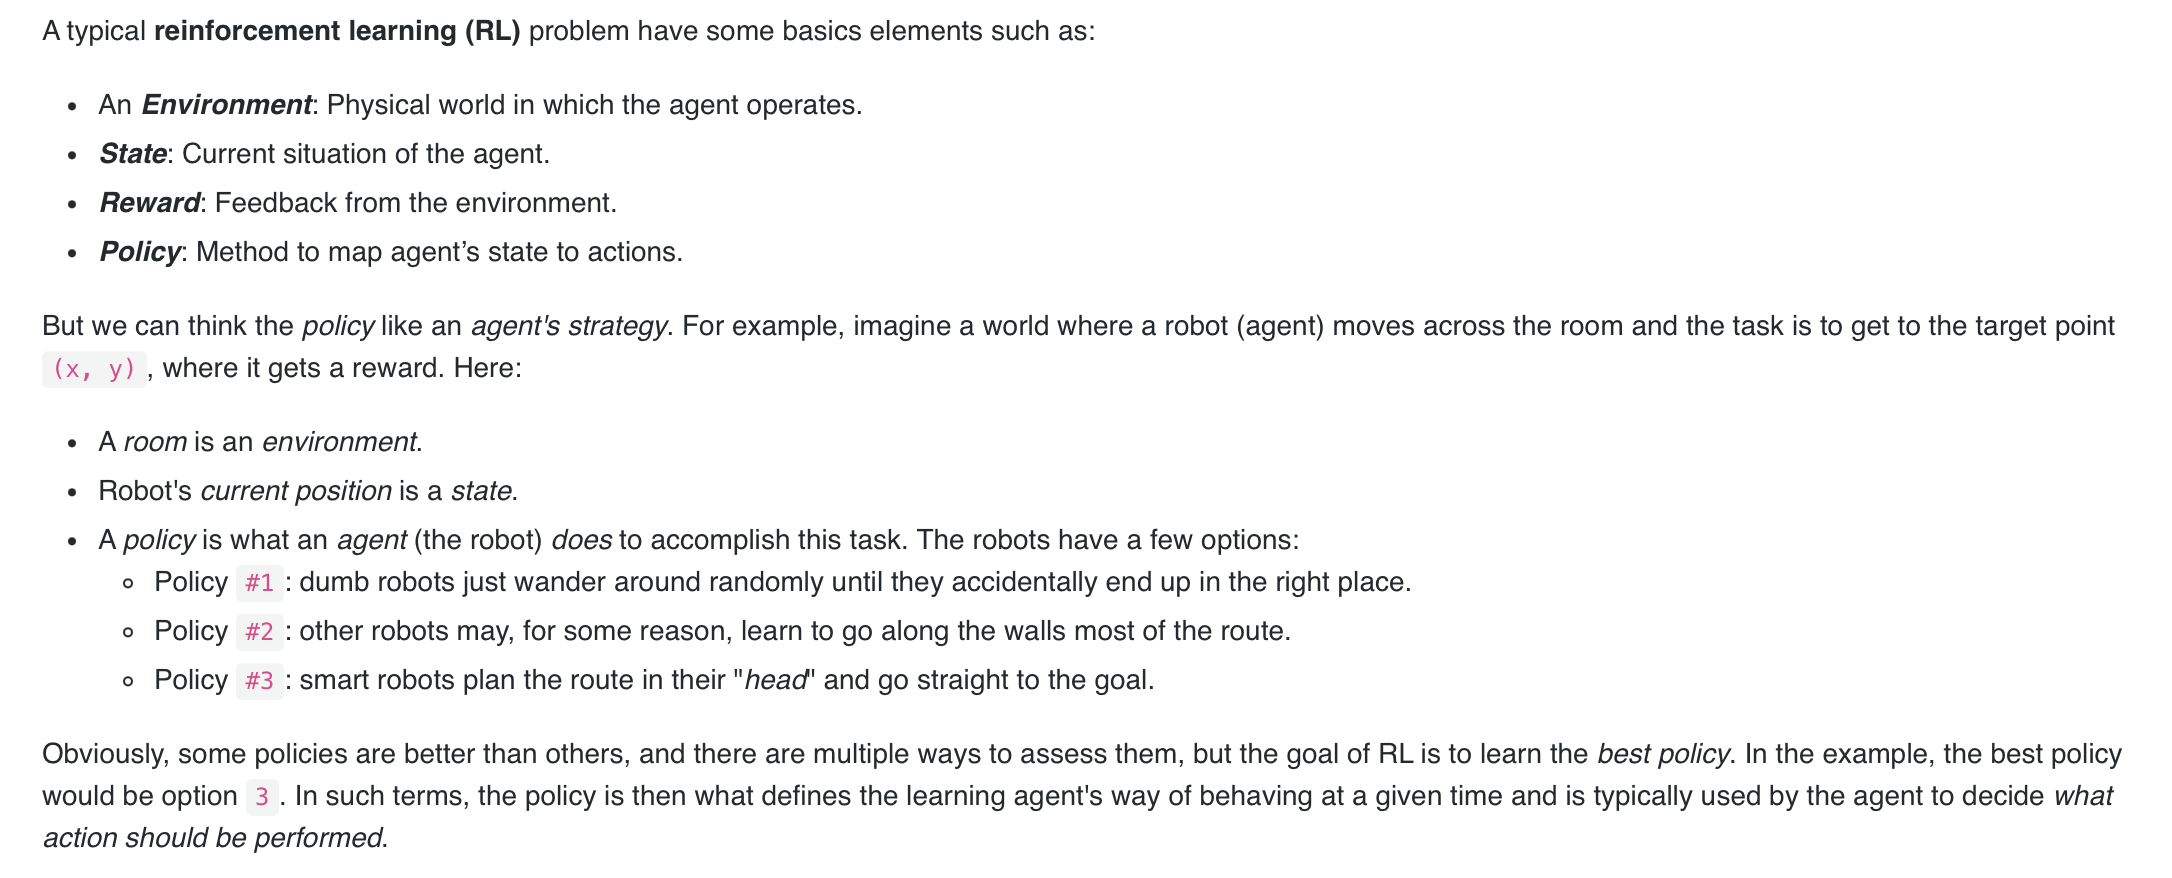 A typical reinforcement learning (RL) problem have some basics elements such as:
• An Environment: Physical world in which the agent operates.
• State: Current situation of the agent.
• Reward: Feedback from the environment.
• Policy: Method to map agent’s state to actions.
But we can think the policy like an agent's strategy. For example, imagine a world where a robot (agent) moves across the room and the task is to get to the target point
(x, y) , where it gets a reward. Here:
• A room is an environment.
• Robot's current position is a state.
• A policy is what an agent (the robot) does to accomplish this task. The robots have a few options:
◦ Policy #1 : dumb robots just wander around randomly until they accidentally end up in the right place.
◦ Policy #2 : other robots may, for some reason, learn to go along the walls most of the route.
◦ Policy #3 : smart robots plan the route in their "head" and go straight to the goal.
Obviously, some policies are better than others, and there are multiple ways to assess them, but the goal of RL is to learn the best policy. In the example, the best policy
would be option 3 . In such terms, the policy is then what defines the learning agent's way of behaving at a given time and is typically used by the agent to decide what
action should be performed.